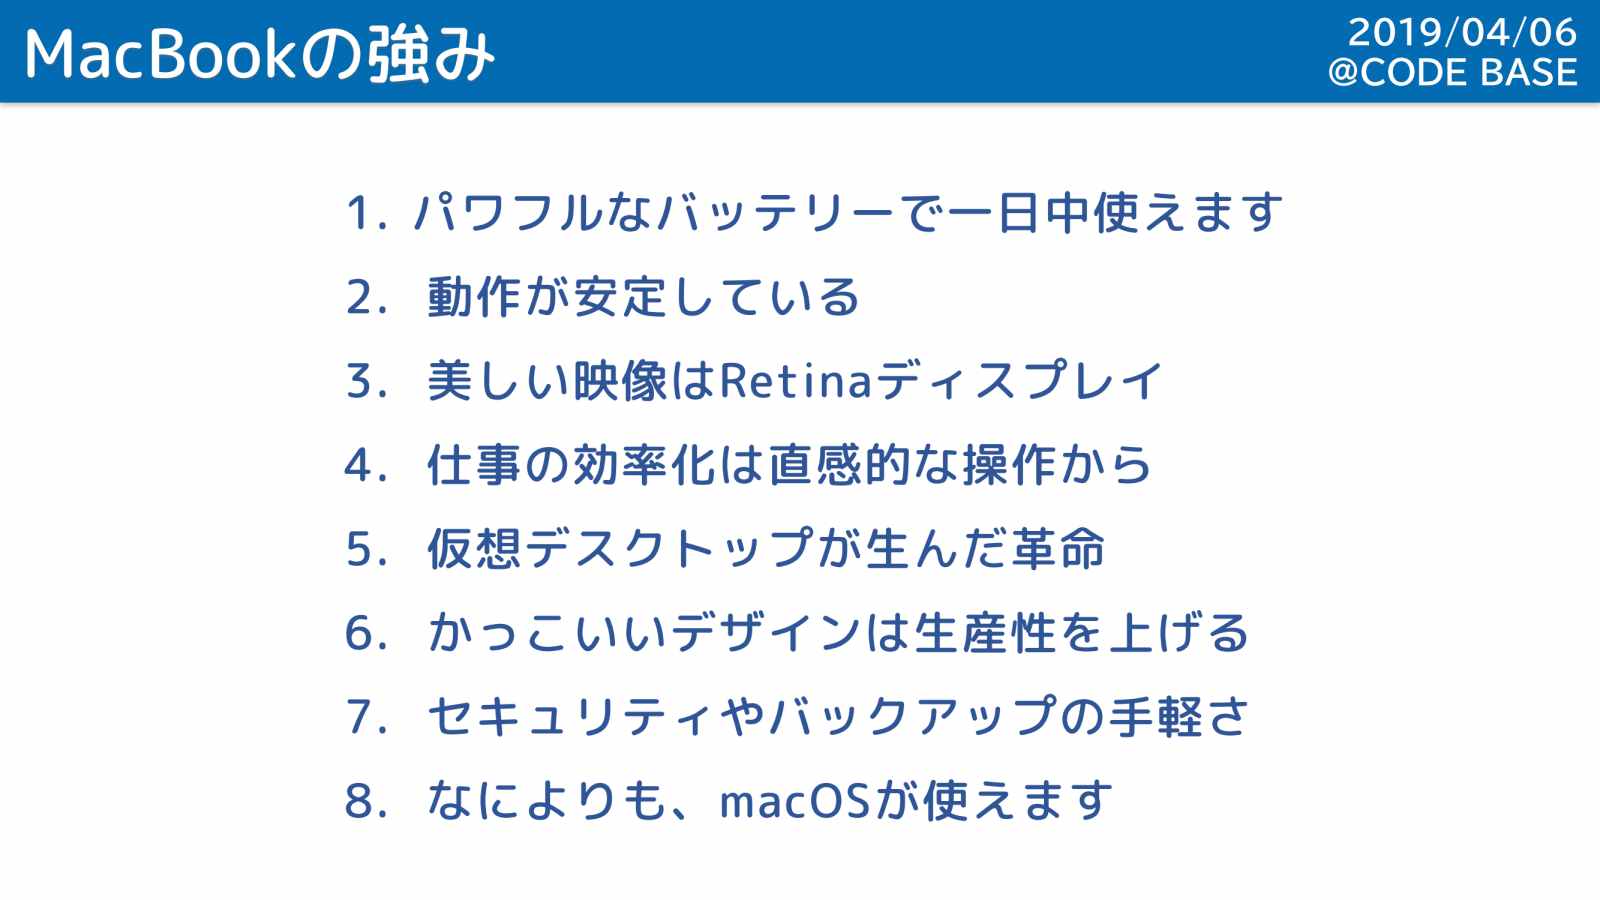 MacBookの強み
2019/04/06
@CODE BASE
1. パワフルなバッテリーで一日中使えます
2. 動作が安定している
3. 美しい映像はRetinaディスプレイ
4. 仕事の効率化は直感的な操作から
5. 仮想デスクトップが生んだ革命
6. かっこいいデザインは生産性を上げる
7. セキュリティやバックアップの手軽さ
8. なによりも、macOSが使えます